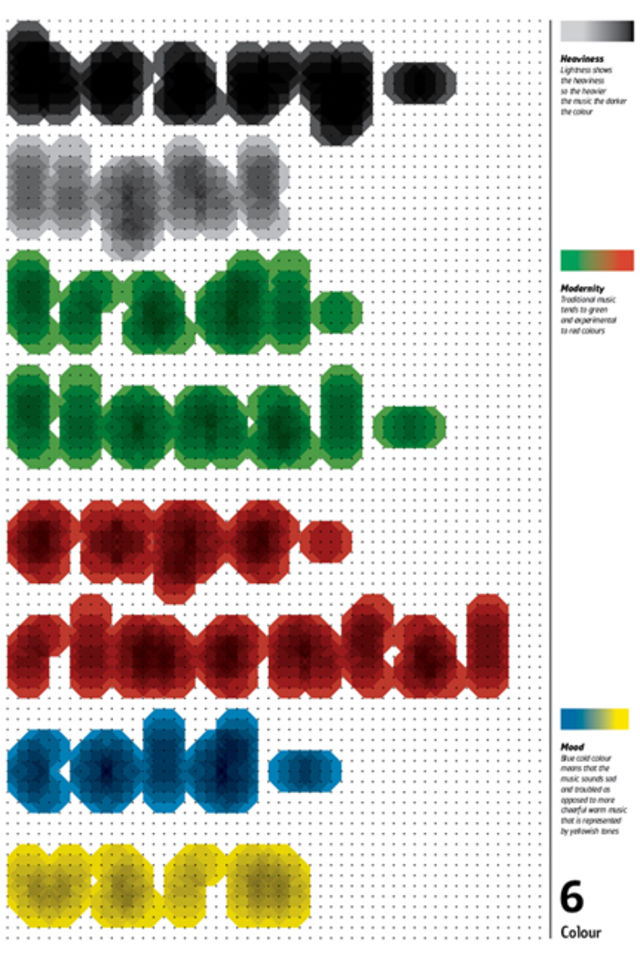 heavy -
light
tradi-
tional -
expe-
rimental
cold -
warm
Heaviness
Lightness shows
the heaviness
so the heavier
the music the darker
the colour
Modernity
Traditional music
tends to green
and experimental
to red colours
Mood
Blue cold colour
means that the
music sounds sad
and troubled as
opposed to more
cheerful warm music
that is represented
by yellowish tones
6
Colour